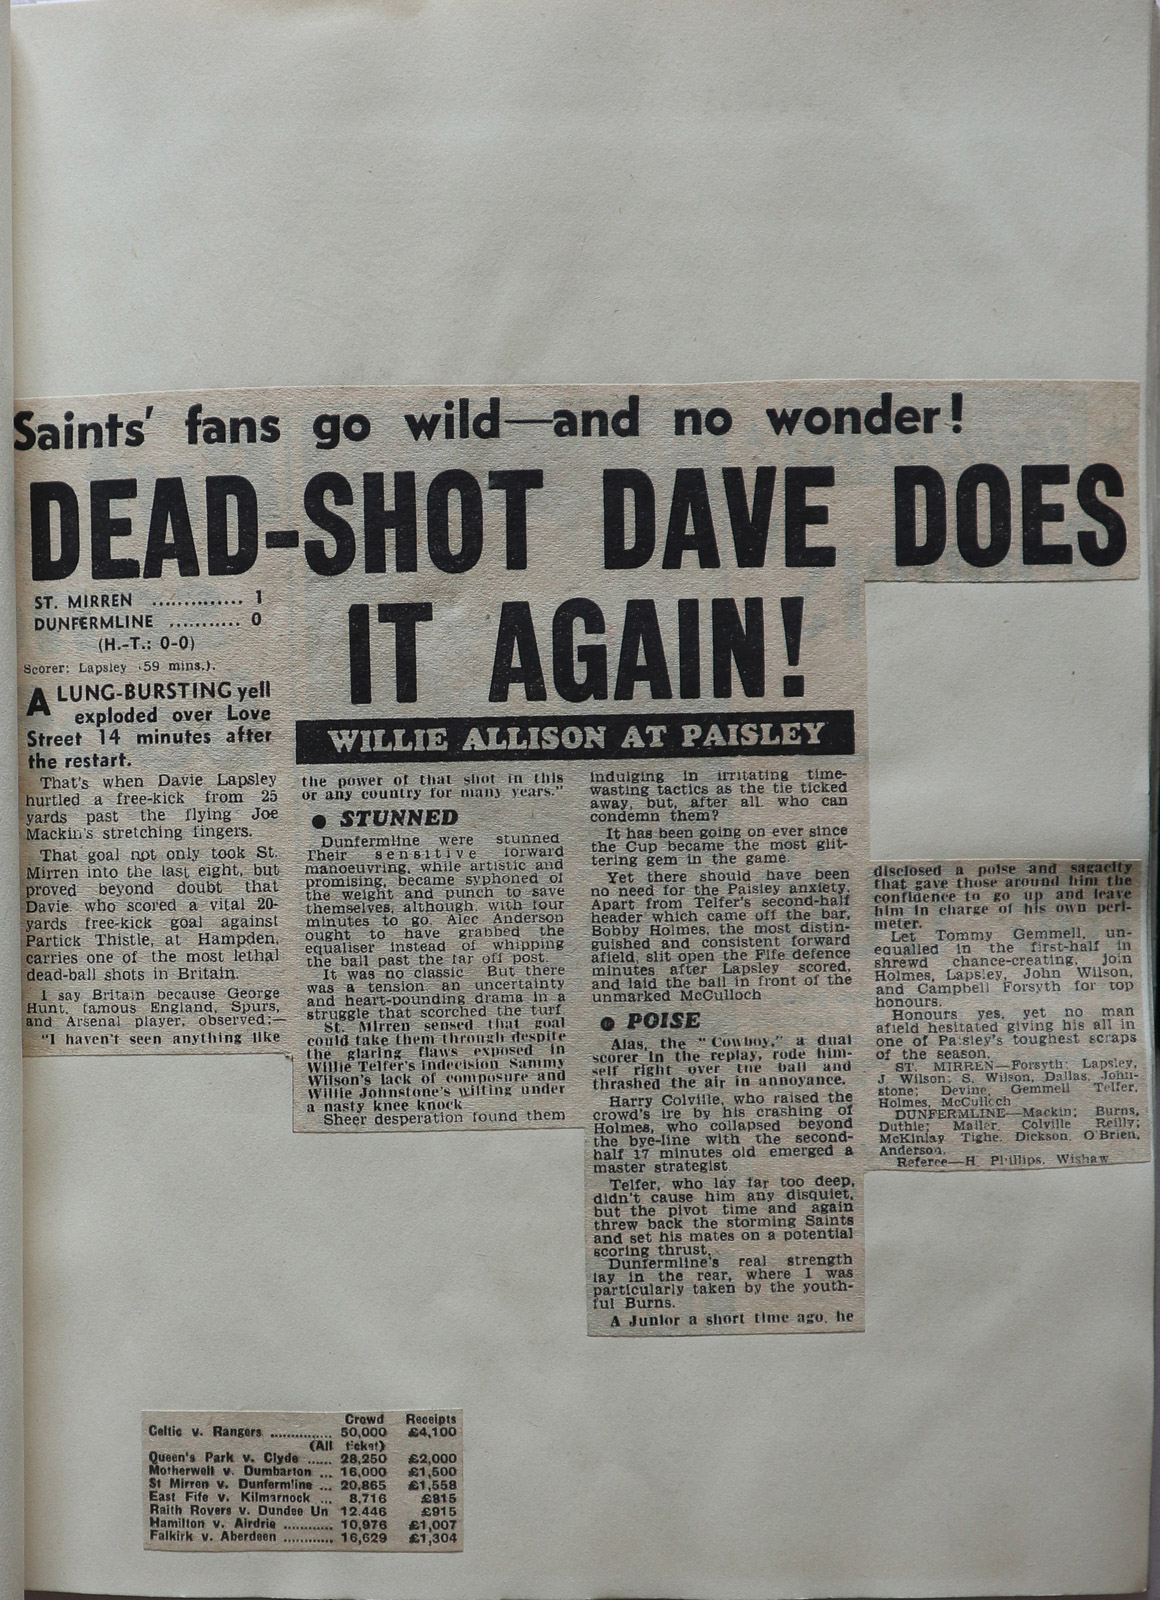 Saints' fans go wild—and no wonder!
DEAD-SHOT DAVE DOES
IT AGAIN!
ST. MIRREN .............. 1
DUNFERMLINE ........... 0
(H.-T.: 0-0)
Scorer: Lapsley (59 mins.).
WILLIE ALLISON AT PAISLEY
A LUNG-BURSTING yell
exploded over Love
Street 14 minutes after
the restart.
That's when Davie Lapsley
hurtled a free-kick from 25
yards past the flying Joe
Mackin's stretching fingers.
That goal not only took St.
Mirren into the last eight, but
proved beyond doubt that
Davie who scored a vital 20-
yards free-kick goal against
Partick Thistle, at Hampden,
carries one of the most lethal
dead-ball shots in Britain.
I say Britain because George
Hunt, famous England, Spurs,
and Arsenal player, observed:—
"I haven't seen anything like
the power of that shot in this
or any country for many years."
● STUNNED
Dunfermline were stunned
Their sensitive forward
manoeuvring, while artistic and
promising, became syphoned of
the weight and punch to save
themselves, although, with four
minutes to go, Alec Anderson
ought to have grabbed the
equaliser instead of whipping
the ball past the far off post.
It was no classic But there
was a tension, an uncertainty
and heart-pounding drama in a
struggle that scorched the turf.
St. Mirren sensed that goal
could take them through despite
the glaring flaws exposed in
Willie Telfer's indecision Sammy
Wilson's lack of composure and
Willie Johnstone's wilting under
a nasty knee knock
Sheer desperation found them
indulging in irritating time-
wasting tactics as the tie ticked
away, but, after all, who can
condemn them?
It has been going on ever since
the Cup became the most glit-
tering gem in the game.
Yet there should have been
no need for the Paisley anxiety.
Apart from Telfer's second-half
header which came off the bar,
Bobby Holmes, the most distin-
guished and consistent forward
afield, slit open the Fife defence
minutes after Lapsley scored,
and laid the ball in front of the
unmarked McCulloch
● POISE
Alas, the "Cowboy," a dual
scorer in the replay, rode him-
self right over the ball and
thrashed the air in annoyance.
Harry Colville, who raised the
crowd's ire by his crashing of
Holmes, who collapsed beyond
the bye-line with the second-
half 17 minutes old emerged a
master strategist
Telfer, who lay far too deep,
didn't cause him any disquiet,
but the pivot time and again
threw back the storming Saints
and set his mates on a potential
scoring thrust.
Dunfermline's real strength
lay in the rear, where I was
particularly taken by the youth-
ful Burns.
A Junior a short time ago, he
disclosed a poise and sagacity
that gave those around him the
confidence to go up and leave
him in charge of his own peri-
meter.
Let Tommy Gemmell, un-
equalled in the first-half in
shrewd chance-creating, join
Holmes, Lapsley, John Wilson,
and Campbell Forsyth for top
honours.
Honours yes, yet no man
afield hesitated giving his all in
one of Paisley's toughest scraps
of the season.
ST. MIRREN—Forsyth; Lapsley,
J Wilson; S. Wilson, Dallas, John-
stone; Devine, Gemmell Telfer,
Holmes, McCulloch
DUNFERMLINE—Mackin; Burns,
Duthie; Mailer, Colville Reilly;
McKinlay Tighe, Dickson O'Brien,
Anderson.
Referee—H Phillips, Wishaw
Crowd Receipts
Celtic v. Rangers .............. 50,000 £4,100
(All ticket)
Queen's Park v. Clyde ...... 28,250 £2,000
Motherwell v. Dumbarton ... 16,000 £1,500
St Mirren v. Dunfermline ... 20,865 £1,558
East Fife v. Kilmarnock ... 8,716 £815
Raith Rovers v. Dundee Un 12,446 £915
Hamilton v. Airdrie ........... 10,976 £1,007
Falkirk v. Aberdeen ............ 16,629 £1,304